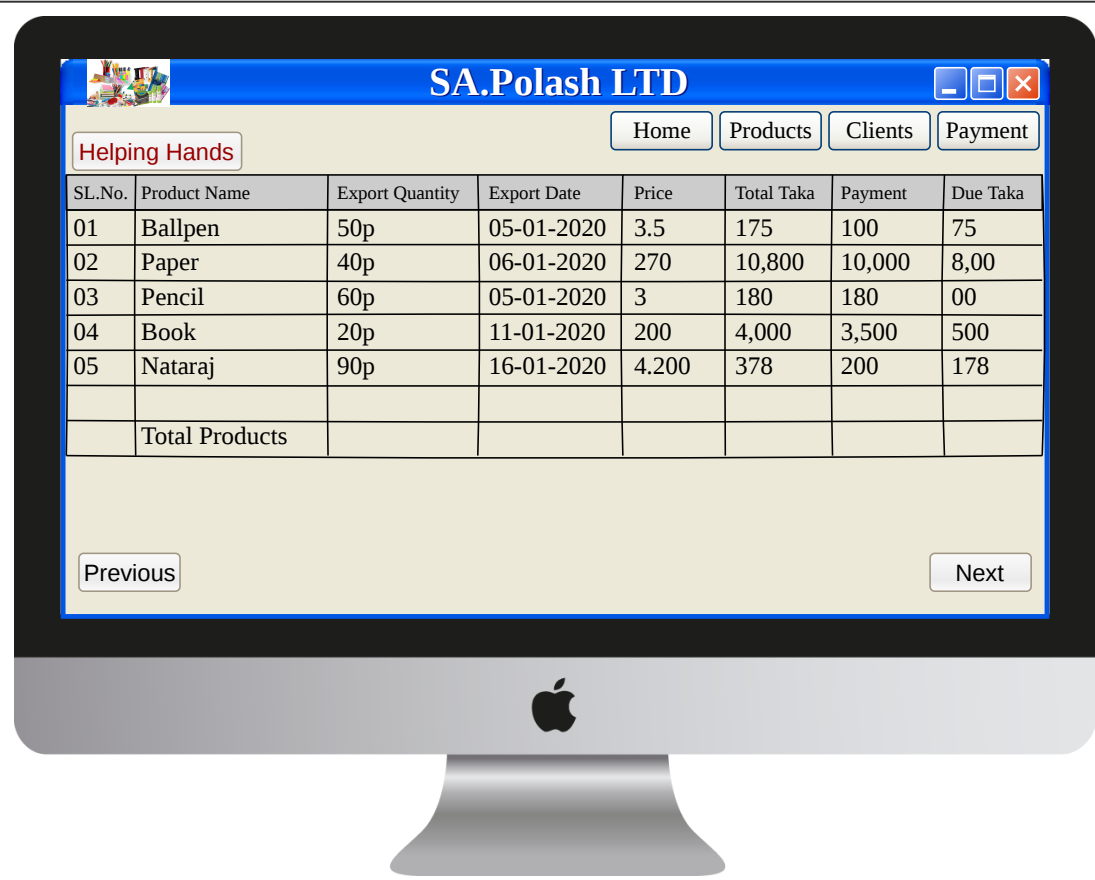 SA.Polash LTD
Home Products Clients Payment
Helping Hands
SL.No. Product Name Export Quantity Export Date Price Total Taka Payment Due Taka
01 Ballpen 50p 05-01-2020 3.5 175 100 75
02 Paper 40p 06-01-2020 270 10,800 10,000 8,00
03 Pencil 60p 05-01-2020 3 180 180 00
04 Book 20p 11-01-2020 200 4,000 3,500 500
05 Nataraj 90p 16-01-2020 4.200 378 200 178
Total Products
Previous Next